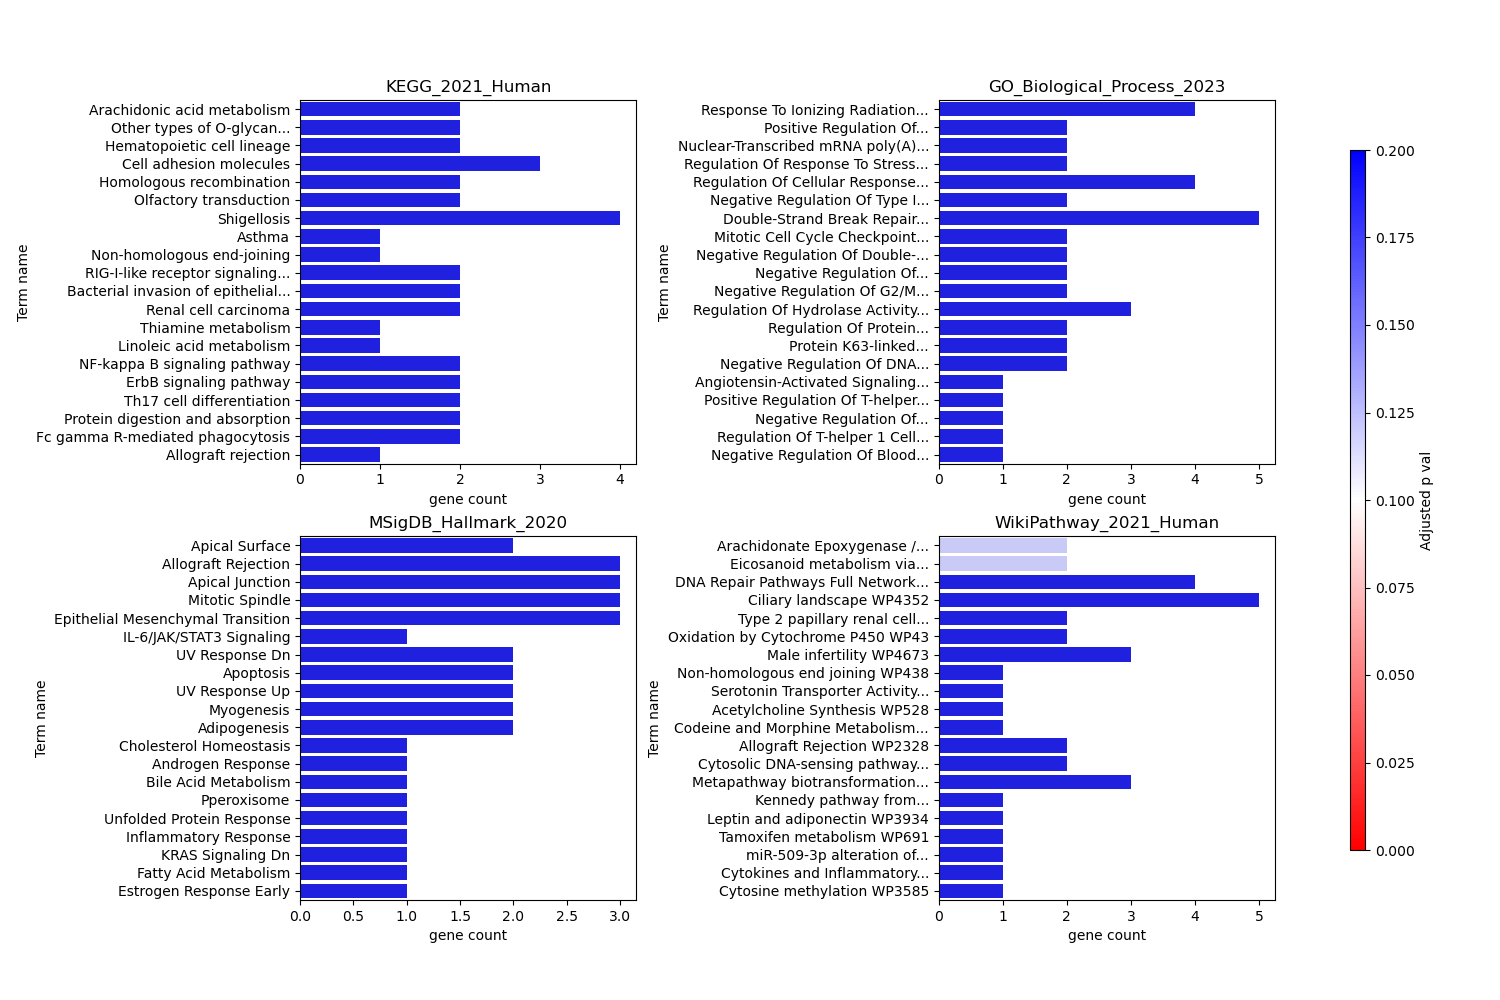 KEGG_2021_Human
Term name
Arachidonic acid metabolism
Other types of O-glycan...
Hematopoietic cell lineage
Cell adhesion molecules
Homologous recombination
Olfactory transduction
Shigellosis
Asthma
Non-homologous end-joining
RIG-I-like receptor signaling...
Bacterial invasion of epithelial...
Renal cell carcinoma
Thiamine metabolism
Linoleic acid metabolism
NF-kappa B signaling pathway
ErbB signaling pathway
Th17 cell differentiation
Protein digestion and absorption
Fc gamma R-mediated phagocytosis
Allograft rejection
0 1 2 3 4
gene count
GO_Biological_Process_2023
Term name
Response To Ionizing Radiation...
Positive Regulation Of...
Nuclear-Transcribed mRNA poly(A)...
Regulation Of Response To Stress...
Regulation Of Cellular Response...
Negative Regulation Of Type I...
Double-Strand Break Repair...
Mitotic Cell Cycle Checkpoint...
Negative Regulation Of Double-...
Negative Regulation Of...
Negative Regulation Of G2/M...
Regulation Of Hydrolase Activity...
Regulation Of Protein...
Protein K63-linked...
Negative Regulation Of DNA...
Angiotensin-Activated Signaling...
Positive Regulation Of T-helper...
Negative Regulation Of...
Regulation Of T-helper 1 Cell...
Negative Regulation Of Blood...
0 1 2 3 4 5
gene count
MSigDB_Hallmark_2020
Term name
Apical Surface
Allograft Rejection
Apical Junction
Mitotic Spindle
Epithelial Mesenchymal Transition
IL-6/JAK/STAT3 Signaling
UV Response Dn
Apoptosis
UV Response Up
Myogenesis
Adipogenesis
Cholesterol Homeostasis
Androgen Response
Bile Acid Metabolism
Pperoxisome
Unfolded Protein Response
Inflammatory Response
KRAS Signaling Dn
Fatty Acid Metabolism
Estrogen Response Early
0.0 0.5 1.0 1.5 2.0 2.5 3.0
gene count
WikiPathway_2021_Human
Term name
Arachidonate Epoxygenase /...
Eicosanoid metabolism via...
DNA Repair Pathways Full Network...
Ciliary landscape WP4352
Type 2 papillary renal cell...
Oxidation by Cytochrome P450 WP43
Male infertility WP4673
Non-homologous end joining WP438
Serotonin Transporter Activity...
Acetylcholine Synthesis WP528
Codeine and Morphine Metabolism...
Allograft Rejection WP2328
Cytosolic DNA-sensing pathway...
Metapathway biotransformation...
Kennedy pathway from...
Leptin and adiponectin WP3934
Tamoxifen metabolism WP691
miR-509-3p alteration of...
Cytokines and Inflammatory...
Cytosine methylation WP3585
0 1 2 3 4 5
gene count
0.200
0.175
0.150
0.125
0.100
0.075
0.050
0.025
0.000
Adjusted p val